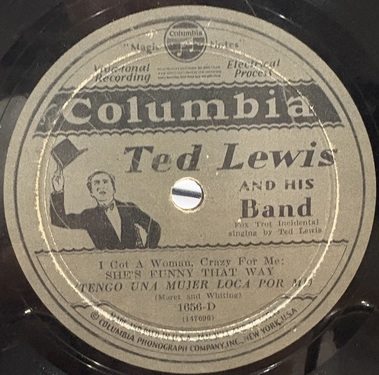 Columbia
"Magic Notes"
Viva-tonal Recording
Electrical Process
Columbia
Ted Lewis
AND HIS
Band
Fox Trot Incidental
singing by Ted Lewis
I Got A Woman, Crazy For Me;
SHE'S FUNNY THAT WAY
(TENGO UNA MUJER LOCA POR MI)
(Moret and Whiting)
1656-D
(147696)
© COLUMBIA PHONOGRAPH COMPANY, INC., NEW YORK, U.S.A.